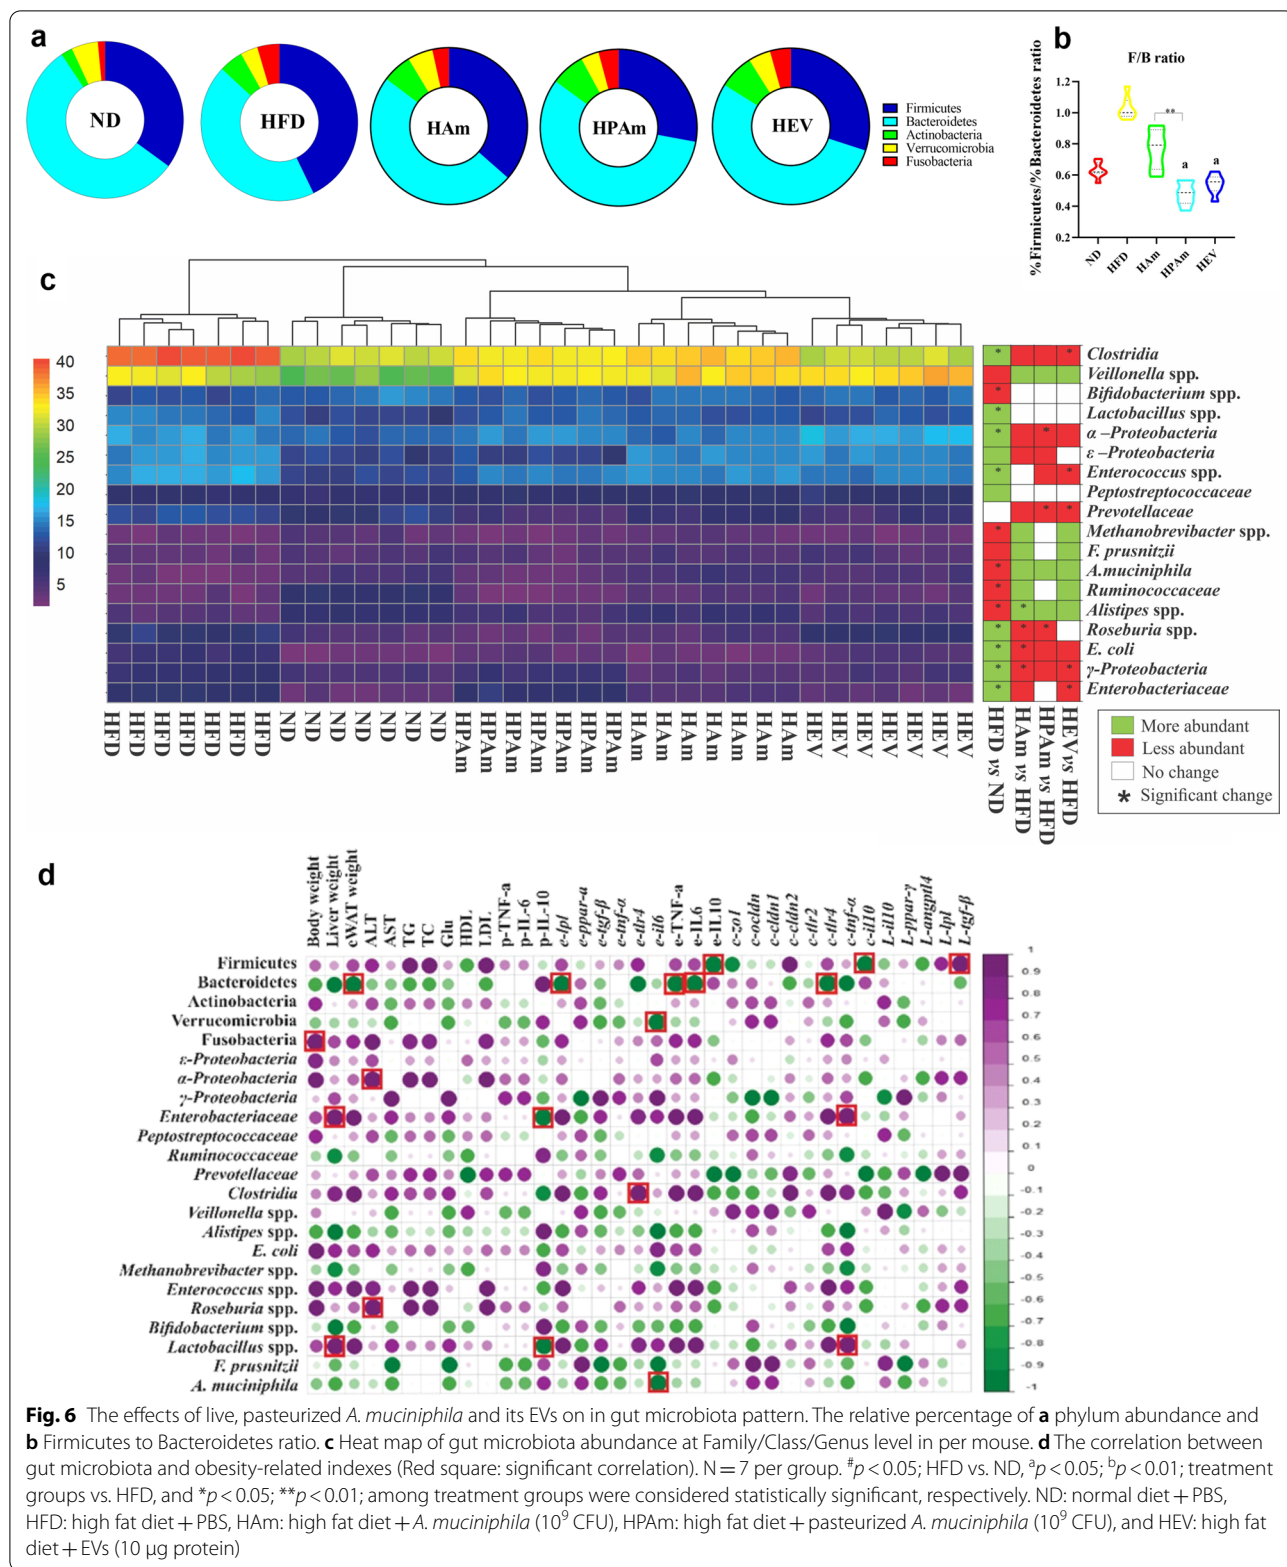 a
ND
HFD
HAm
HPAm
HEV
Firmicutes
Bacteroidetes
Actinobacteria
Verrucomicrobia
Fusobacteria
b
F/B ratio
%Firmicutes/%Bacteroidetes ratio
1.2
1.0
0.8
0.6
0.4
0.2
**
a
a
ND
HFD
HAm
HPAm
HEV
c
40
35
30
25
20
15
10
5
Clostridia
Veillonella spp.
Bifidobacterium spp.
Lactobacillus spp.
α –Proteobacteria
ε –Proteobacteria
Enterococcus spp.
Peptostreptococcaceae
Prevotellaceae
Methanobrevibacter spp.
F. prusnitzii
A.muciniphila
Ruminococcaceae
Alistipes spp.
Roseburia spp.
E. coli
γ-Proteobacteria
Enterobacteriaceae
HFD HFD HFD HFD HFD HFD HFD ND ND ND ND ND ND ND HPAm HPAm HPAm HPAm HPAm HPAm HPAm HAm HAm HAm HAm HAm HAm HAm HEV HEV HEV HEV HEV HEV HEV
HFD vs ND
HAm vs HFD
HPAm vs HFD
HEV vs HFD
More abundant
Less abundant
No change
* Significant change
d
Body weight
Liver weight
eWAT weight
ALT
AST
TG
TC
Glu
HDL
LDL
p-TNF-a
p-IL-6
p-IL-10
e-lpl
e-ppar-a
e-tgf-β
e-tnf-α
e-tlr4
e-il6
e-TNF-a
e-IL6
e-IL10
c-zo1
c-ocldn
c-cldn1
c-cldn2
c-tlr2
c-tlr4
c-tnf-α
c-il10
L-il10
L-ppar-γ
L-angptl4
L-lpl
L-tgf-β
Firmicutes
Bacteroidetes
Actinobacteria
Verrucomicrobia
Fusobacteria
ε-Proteobacteria
α-Proteobacteria
γ-Proteobacteria
Enterobacteriaceae
Peptostreptococcaceae
Ruminococcaceae
Prevotellaceae
Clostridia
Veillonella spp.
Alistipes spp.
E. coli
Methanobrevibacter spp.
Enterococcus spp.
Roseburia spp.
Bifidobacterium spp.
Lactobacillus spp.
F. prusnitzii
A. muciniphila
1
0.9
0.8
0.7
0.6
0.5
0.4
0.3
0.2
0.1
0
-0.1
-0.2
-0.3
-0.4
-0.5
-0.6
-0.7
-0.8
-0.9
-1
Fig. 6 The effects of live, pasteurized A. muciniphila and its EVs on in gut microbiota pattern. The relative percentage of a phylum abundance and
b Firmicutes to Bacteroidetes ratio. c Heat map of gut microbiota abundance at Family/Class/Genus level in per mouse. d The correlation between
gut microbiota and obesity-related indexes (Red square: significant correlation). N = 7 per group. #p < 0.05; HFD vs. ND, ap < 0.05; bp < 0.01; treatment
groups vs. HFD, and *p < 0.05; **p < 0.01; among treatment groups were considered statistically significant, respectively. ND: normal diet + PBS,
HFD: high fat diet + PBS, HAm: high fat diet + A. muciniphila (10⁹ CFU), HPAm: high fat diet + pasteurized A. muciniphila (10⁹ CFU), and HEV: high fat
diet + EVs (10 μg protein)